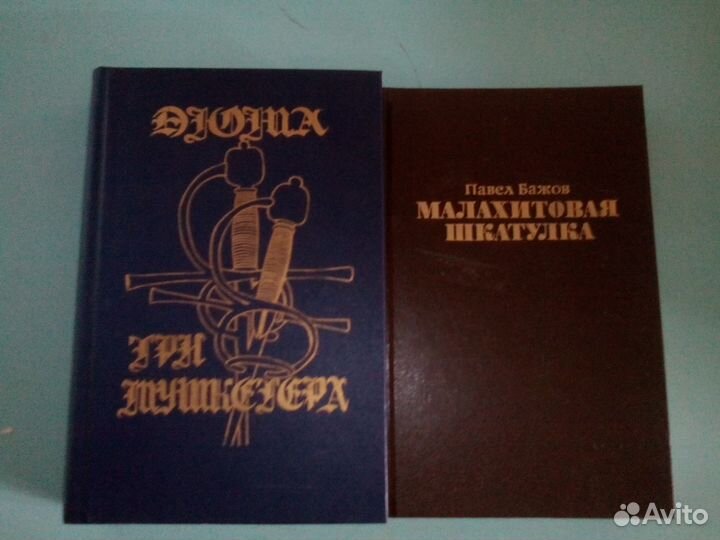 Дюма
Три
мушкетера
Павел Бажов
МАЛАХИТОВАЯ
ШКАТУЛКА
Avito